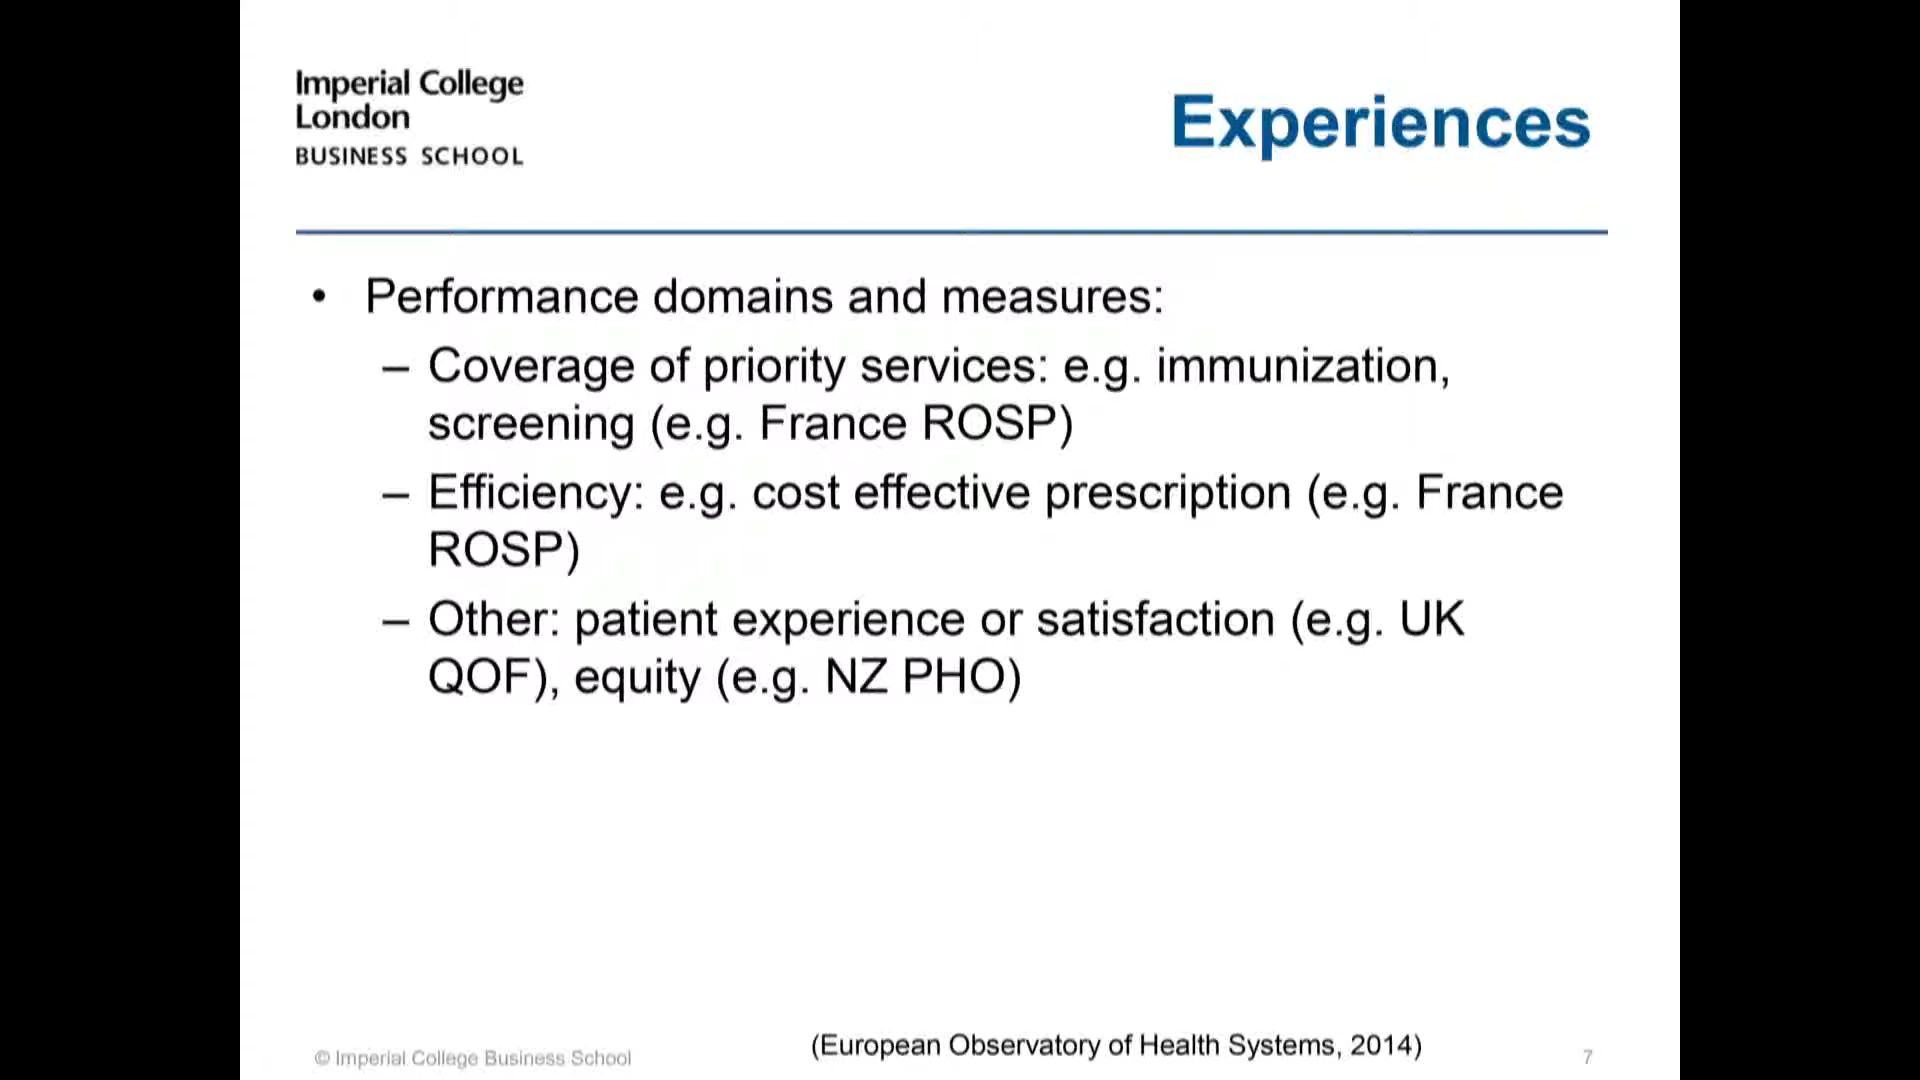 Imperial College
London
BUSINESS SCHOOL
Experiences
• Performance domains and measures:
– Coverage of priority services: e.g. immunization,
screening (e.g. France ROSP)
– Efficiency: e.g. cost effective prescription (e.g. France
ROSP)
– Other: patient experience or satisfaction (e.g. UK
QOF), equity (e.g. NZ PHO)
(European Observatory of Health Systems, 2014)
© Imperial College Business School
7